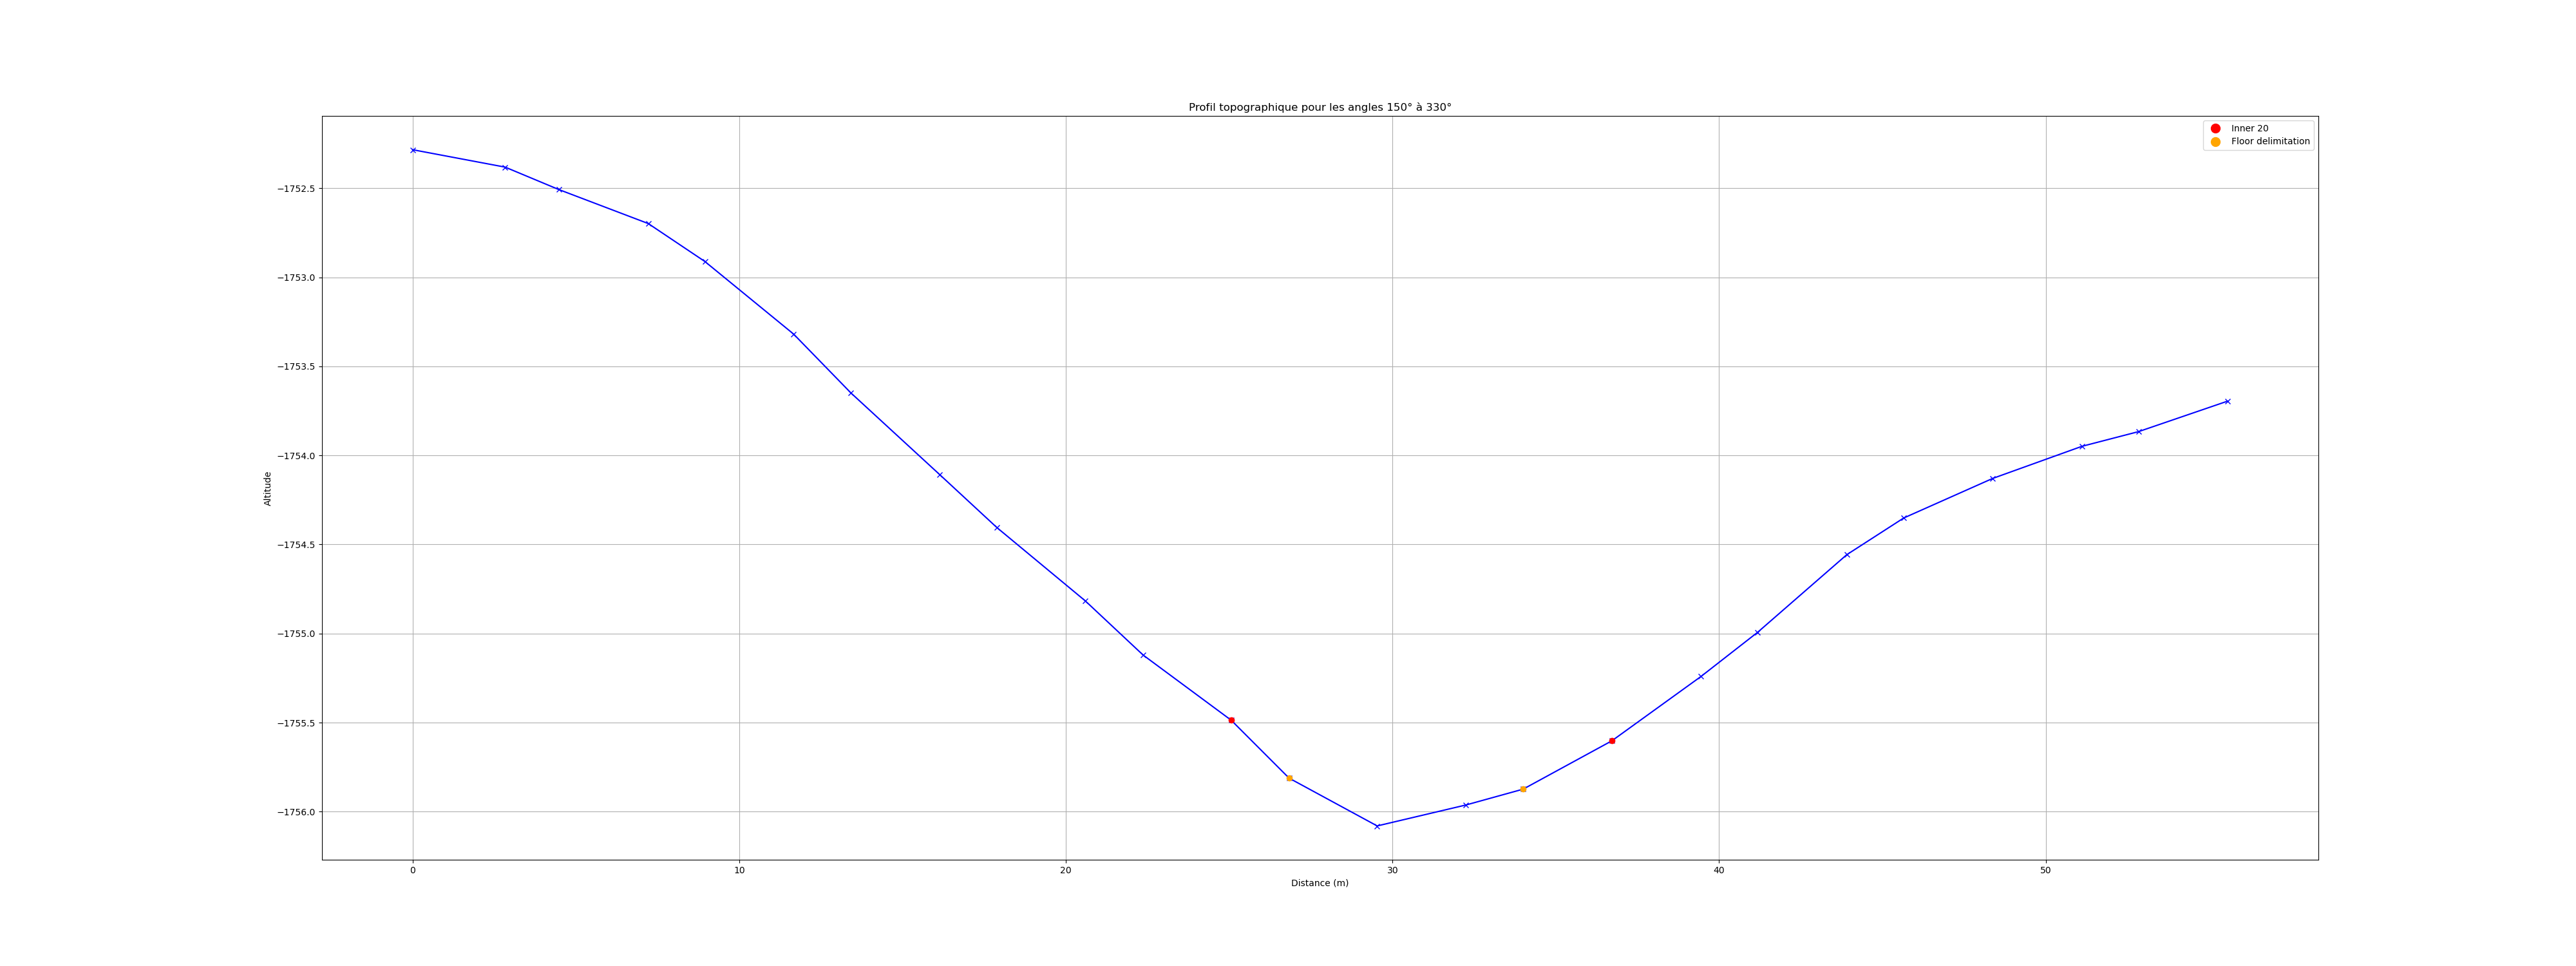 Profil topographique pour les angles 150° à 330°
Inner 20
Floor delimitation
−1752.5
−1753.0
−1753.5
−1754.0
−1754.5
−1755.0
−1755.5
−1756.0
Altitude
0 10 20 30 40 50
Distance (m)